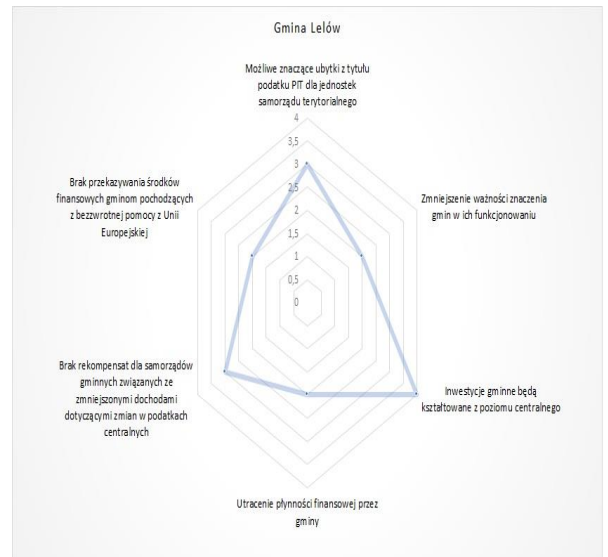 Gmina Lelów
Możliwe znaczące ubytki z tytułu
podatku PIT dla jednostek
samorządu terytorialnego
4
3,5
3
2,5
2
1,5
1
0,5
0
Zmniejszenie ważności znaczenia
gmin w ich funkcjonowaniu
Inwestycje gminne będą
kształtowane z poziomu centralnego
Utracenie płynności finansowej przez
gminy
Brak rekompensat dla samorządów
gminnych związanych ze
zmniejszonymi dochodami
dotyczącymi zmian w podatkach
centralnych
Brak przekazywania środków
finansowych gminom pochodzących
z bezzwrotnej pomocy z Unii
Europejskiej